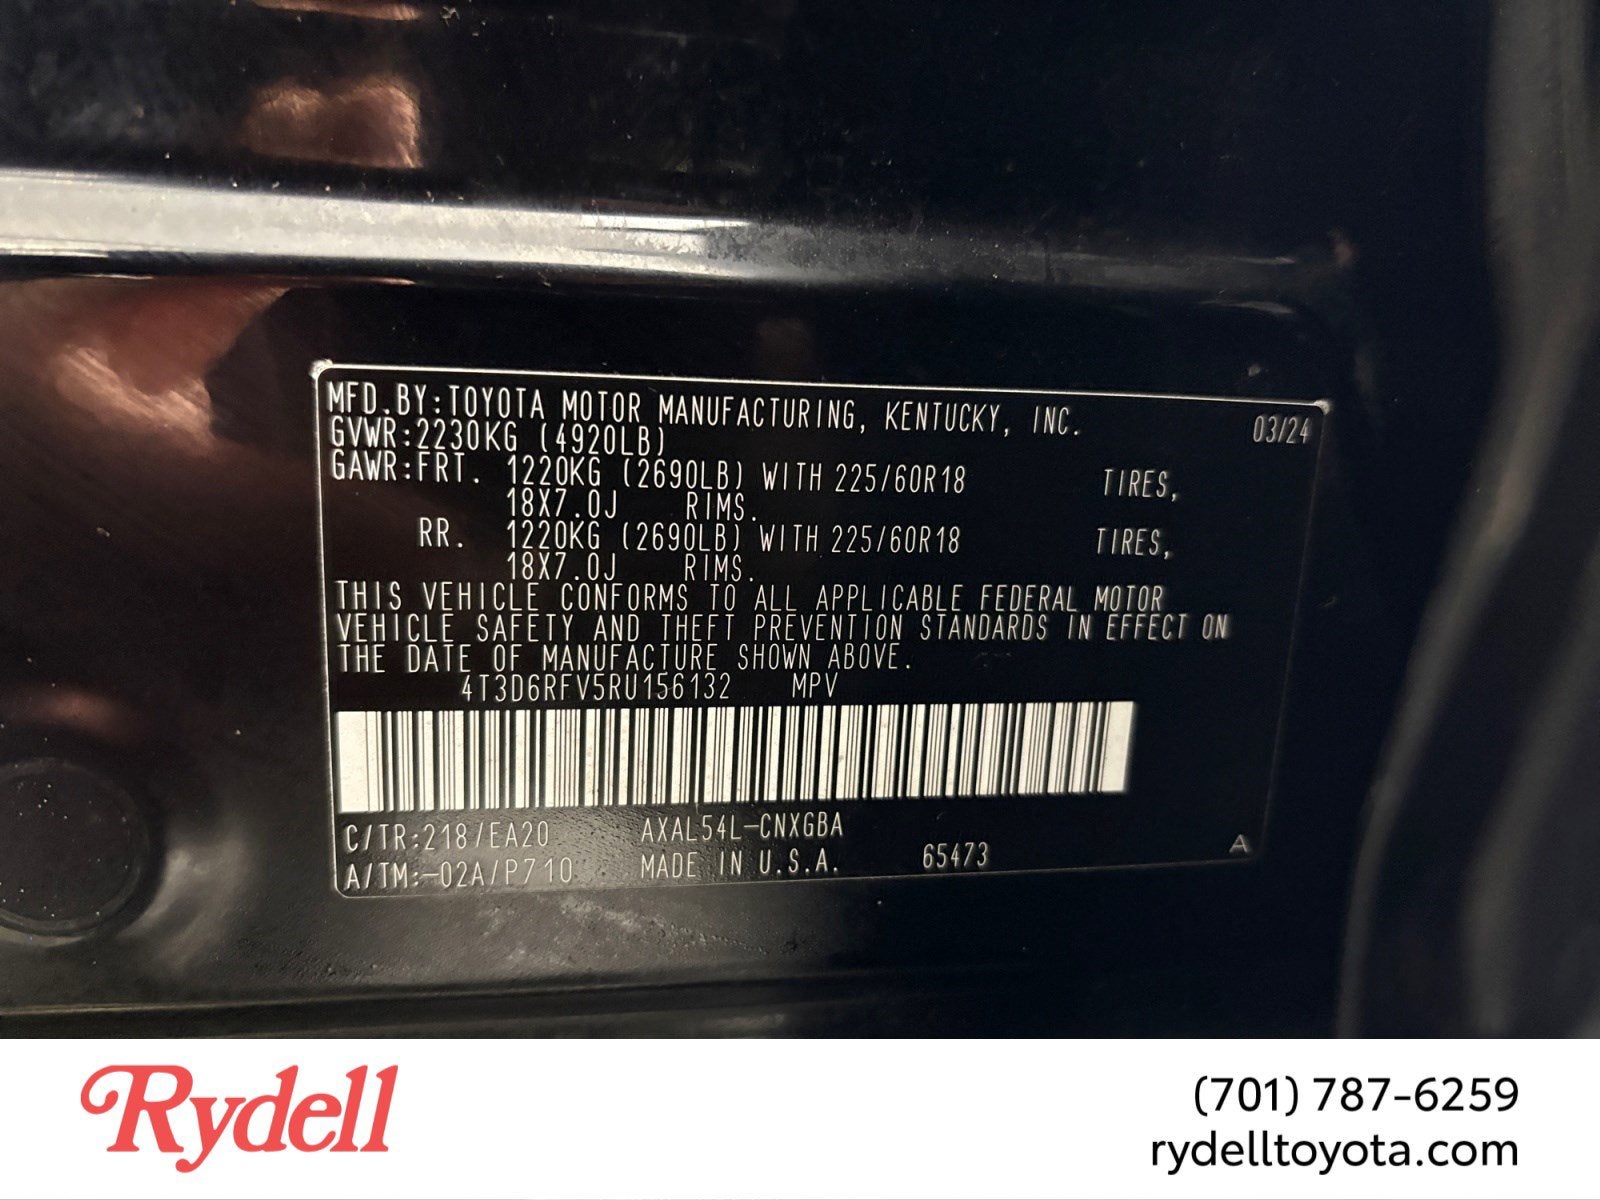 MFD.BY:TOYOTA MOTOR MANUFACTURING, KENTUCKY, INC. 03/24
GVWR:2230KG (4920LB)
GAWR:FRT. 1220KG (2690LB) WITH 225/60R18 TIRES,
18X7.0J RIMS.
RR. 1220KG (2690LB) WITH 225/60R18 TIRES,
18X7.0J RIMS.
THIS VEHICLE CONFORMS TO ALL APPLICABLE FEDERAL MOTOR
VEHICLE SAFETY AND THEFT PREVENTION STANDARDS IN EFFECT ON
THE DATE OF MANUFACTURE SHOWN ABOVE.
4T3D6RFV5RU156132 MPV
C/TR:218/EA20 AXAL54L-CNXGBA
A/TM:-02A/P710 MADE IN U.S.A. 65473 A
Rydell
(701) 787-6259
rydelltoyota.com